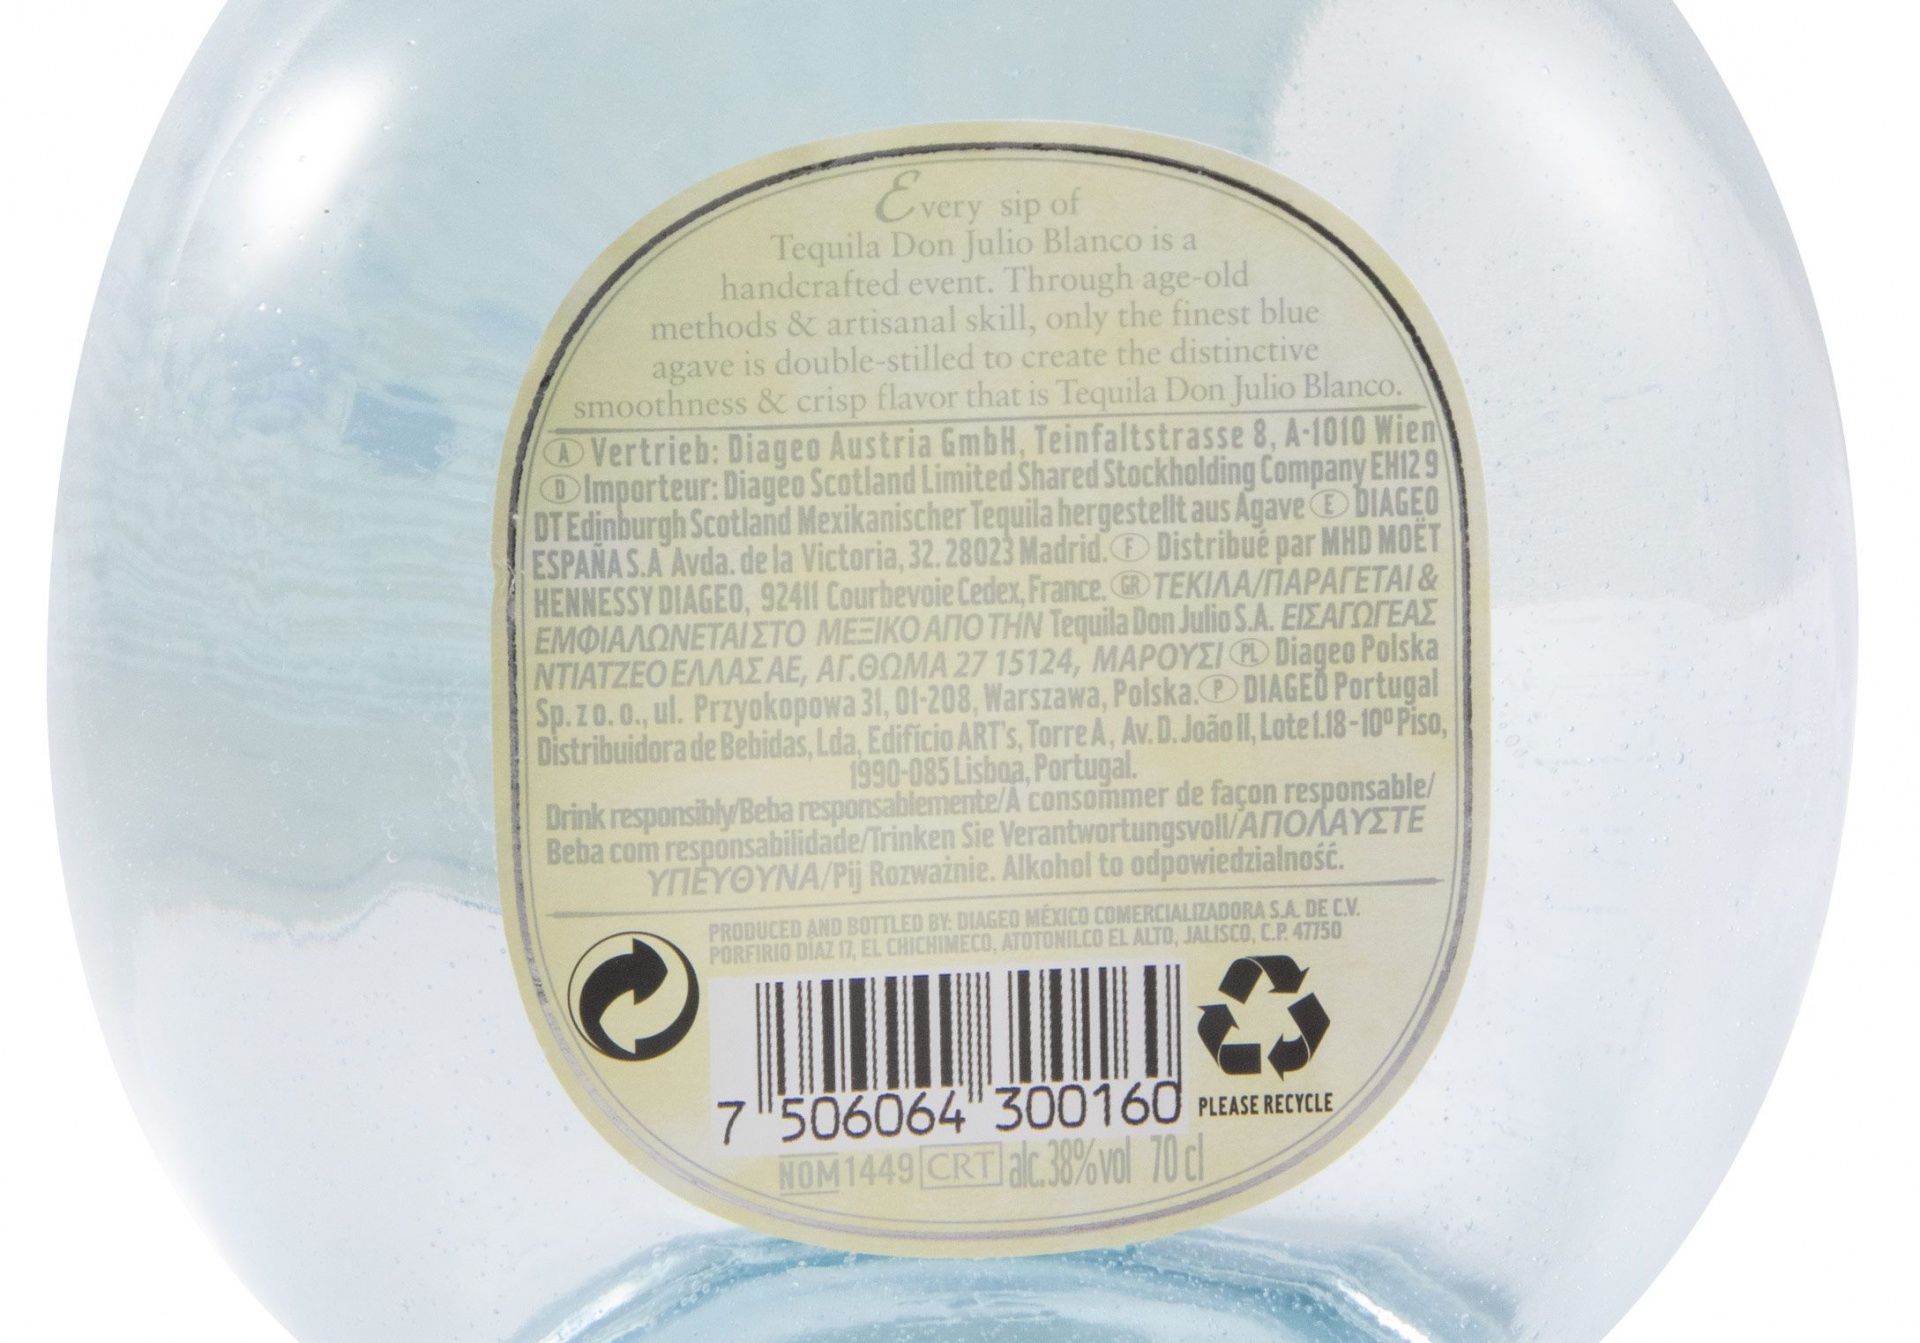 Every sip of
Tequila Don Julio Blanco is a
handcrafted event. Through age-old
methods & artisanal skill, only the finest blue
agave is double-stilled to create the distinctive
smoothness & crisp flavor that is Tequila Don Julio Blanco.
A Vertrieb: Diageo Austria GmbH, Teinfaltstrasse 8, A-1010 Wien
D Importeur: Diageo Scotland Limited Shared Stockholding Company EH12 9
DT Edinburgh Scotland Mexikanischer Tequila hergestellt aus Agave E DIAGEO
ESPAÑA S.A Avda. de la Victoria, 32. 28023 Madrid. F Distribué par MHD MOËT
HENNESSY DIAGEO, 92411 Courbevoie Cedex, France. GR ΤΕΚΙΛΑ/ΠΑΡΑΓΕΤΑΙ &
ΕΜΦΙΑΛΩΝΕΤΑΙ ΣΤΟ ΜΕΞΙΚΟ ΑΠΟ ΤΗΝ Tequila Don Julio S.A. ΕΙΣΑΓΩΓΕΑΣ
ΝΤΙΑΤΖΕΟ ΕΛΛΑΣ ΑΕ, ΑΓ.ΘΩΜΑ 27 15124, ΜΑΡΟΥΣΙ PL Diageo Polska
Sp. z o. o., ul. Przyokopowa 31, 01-208, Warszawa, Polska. P DIAGEO Portugal
Distribuidora de Bebidas, Lda, Edifício ART's, Torre A, Av. D. João II, Lote 1.18-10º Piso,
1990-085 Lisboa, Portugal.
Drink responsibly/Beba responsablemente/À consommer de façon responsable/
Beba com responsabilidade/Trinken Sie Verantwortungsvoll/ΑΠΟΛΑΥΣΤΕ
ΥΠΕΥΘΥΝΑ/Pij Rozważnie. Alkohol to odpowiedzialność.
PRODUCED AND BOTTLED BY: DIAGEO MÉXICO COMERCIALIZADORA S.A. DE C.V.
PORFIRIO DÍAZ 17, EL CHICHIMECO, ATOTONILCO EL ALTO, JALISCO, C.P. 47750
7 506064 300160
PLEASE RECYCLE
NOM 1449 CRT alc. 38% vol 70 cl